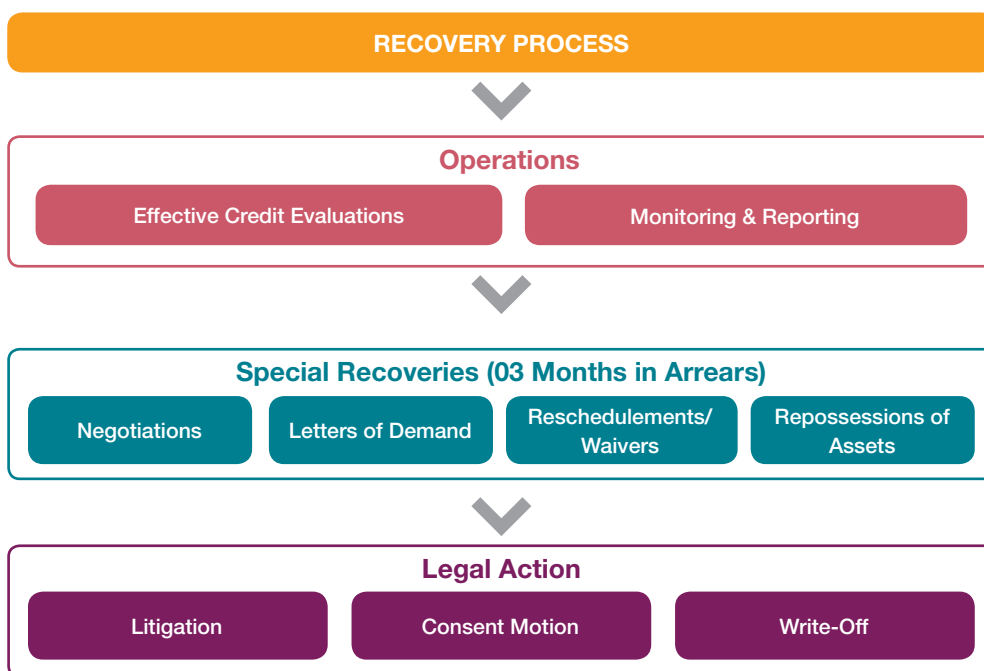 RECOVERY PROCESS
Operations
Effective Credit Evaluations
Monitoring & Reporting
Special Recoveries (03 Months in Arrears)
Negotiations
Letters of Demand
Reschedulements/
Waivers
Repossessions of
Assets
Legal Action
Litigation
Consent Motion
Write-Off